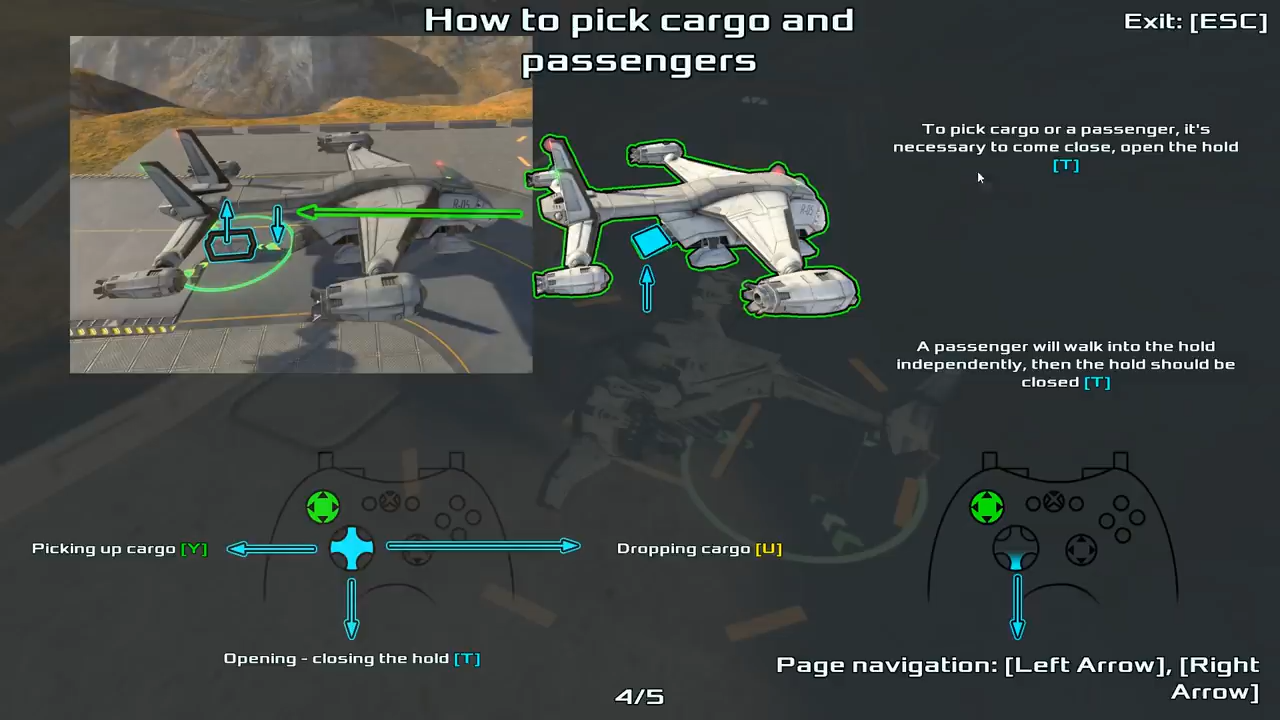 How to pick cargo and
passengers
Exit: [ESC]
To pick cargo or a passenger, it's
necessary to come close, open the hold
[T]
R-05
A passenger will walk into the hold
independently, then the hold should be
closed [T]
Picking up cargo [Y]
Dropping cargo [U]
Opening - closing the hold [T]
Page navigation: [Left Arrow], [Right
Arrow]
4/5